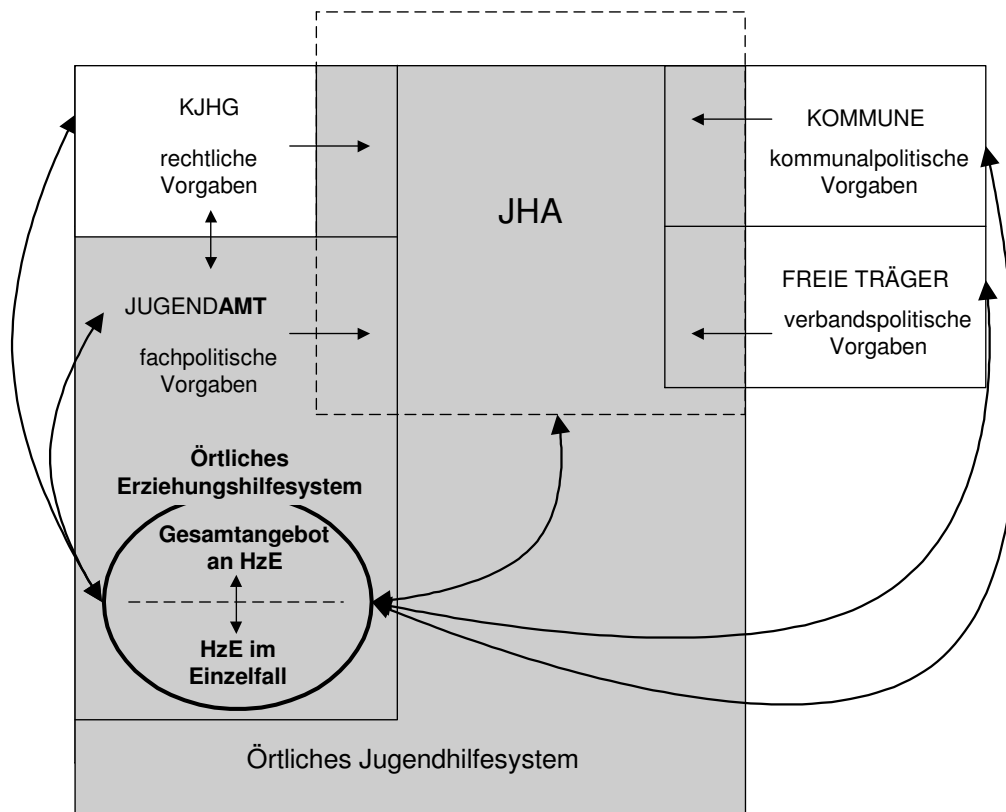 KJHG
rechtliche
Vorgaben
JUGENDAMT
fachpolitische
Vorgaben
JHA
KOMMUNE
kommunalpolitische
Vorgaben
FREIE TRÄGER
verbandspolitische
Vorgaben
Örtliches
Erziehungshilfesystem
Gesamtangebot
an HzE
HzE im
Einzelfall
Örtliches Jugendhilfesystem